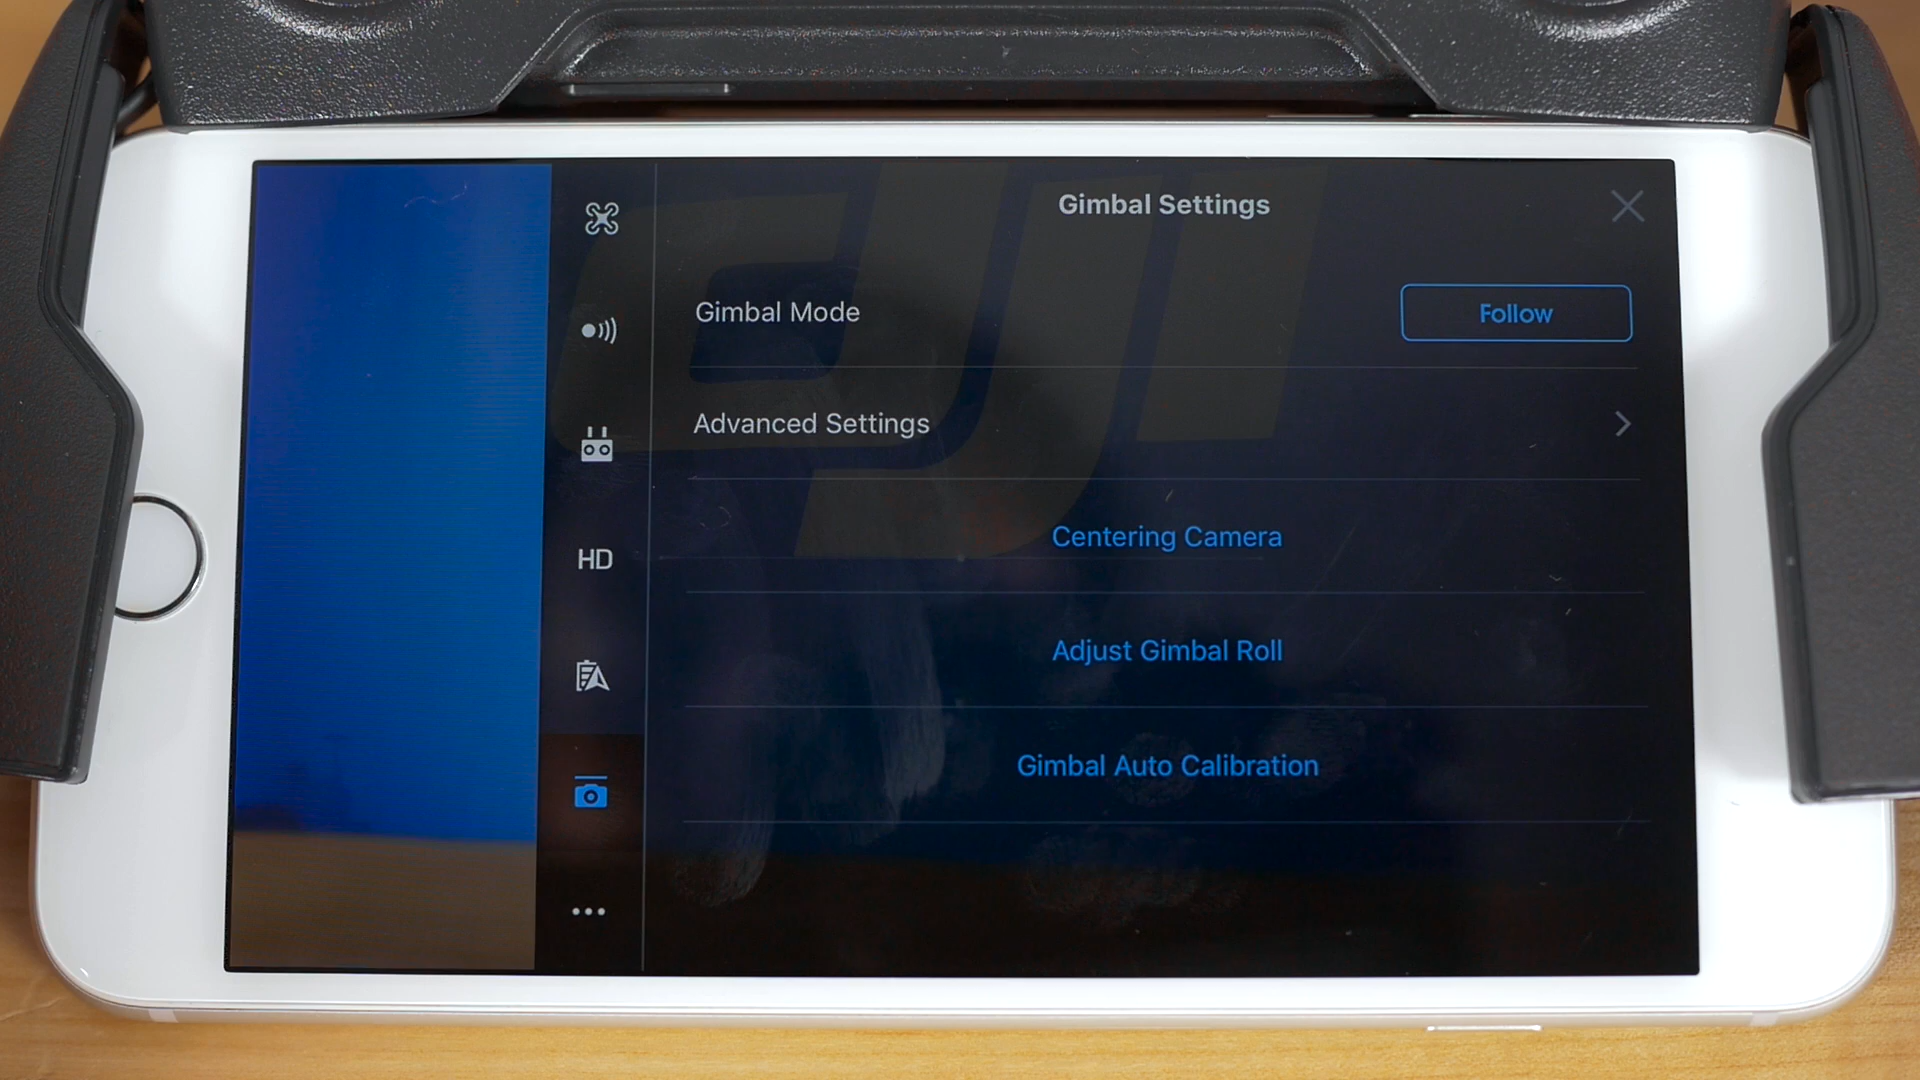 Gimbal Settings
Gimbal Mode
Follow
Advanced Settings
Centering Camera
HD
Adjust Gimbal Roll
Gimbal Auto Calibration